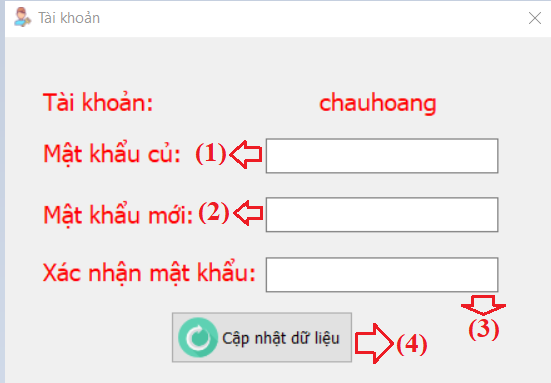 Tài khoản
Tài khoản: chauhoang
Mật khẩu củ: (1)
Mật khẩu mới: (2)
Xác nhận mật khẩu:
(3)
Cập nhật dữ liệu (4)